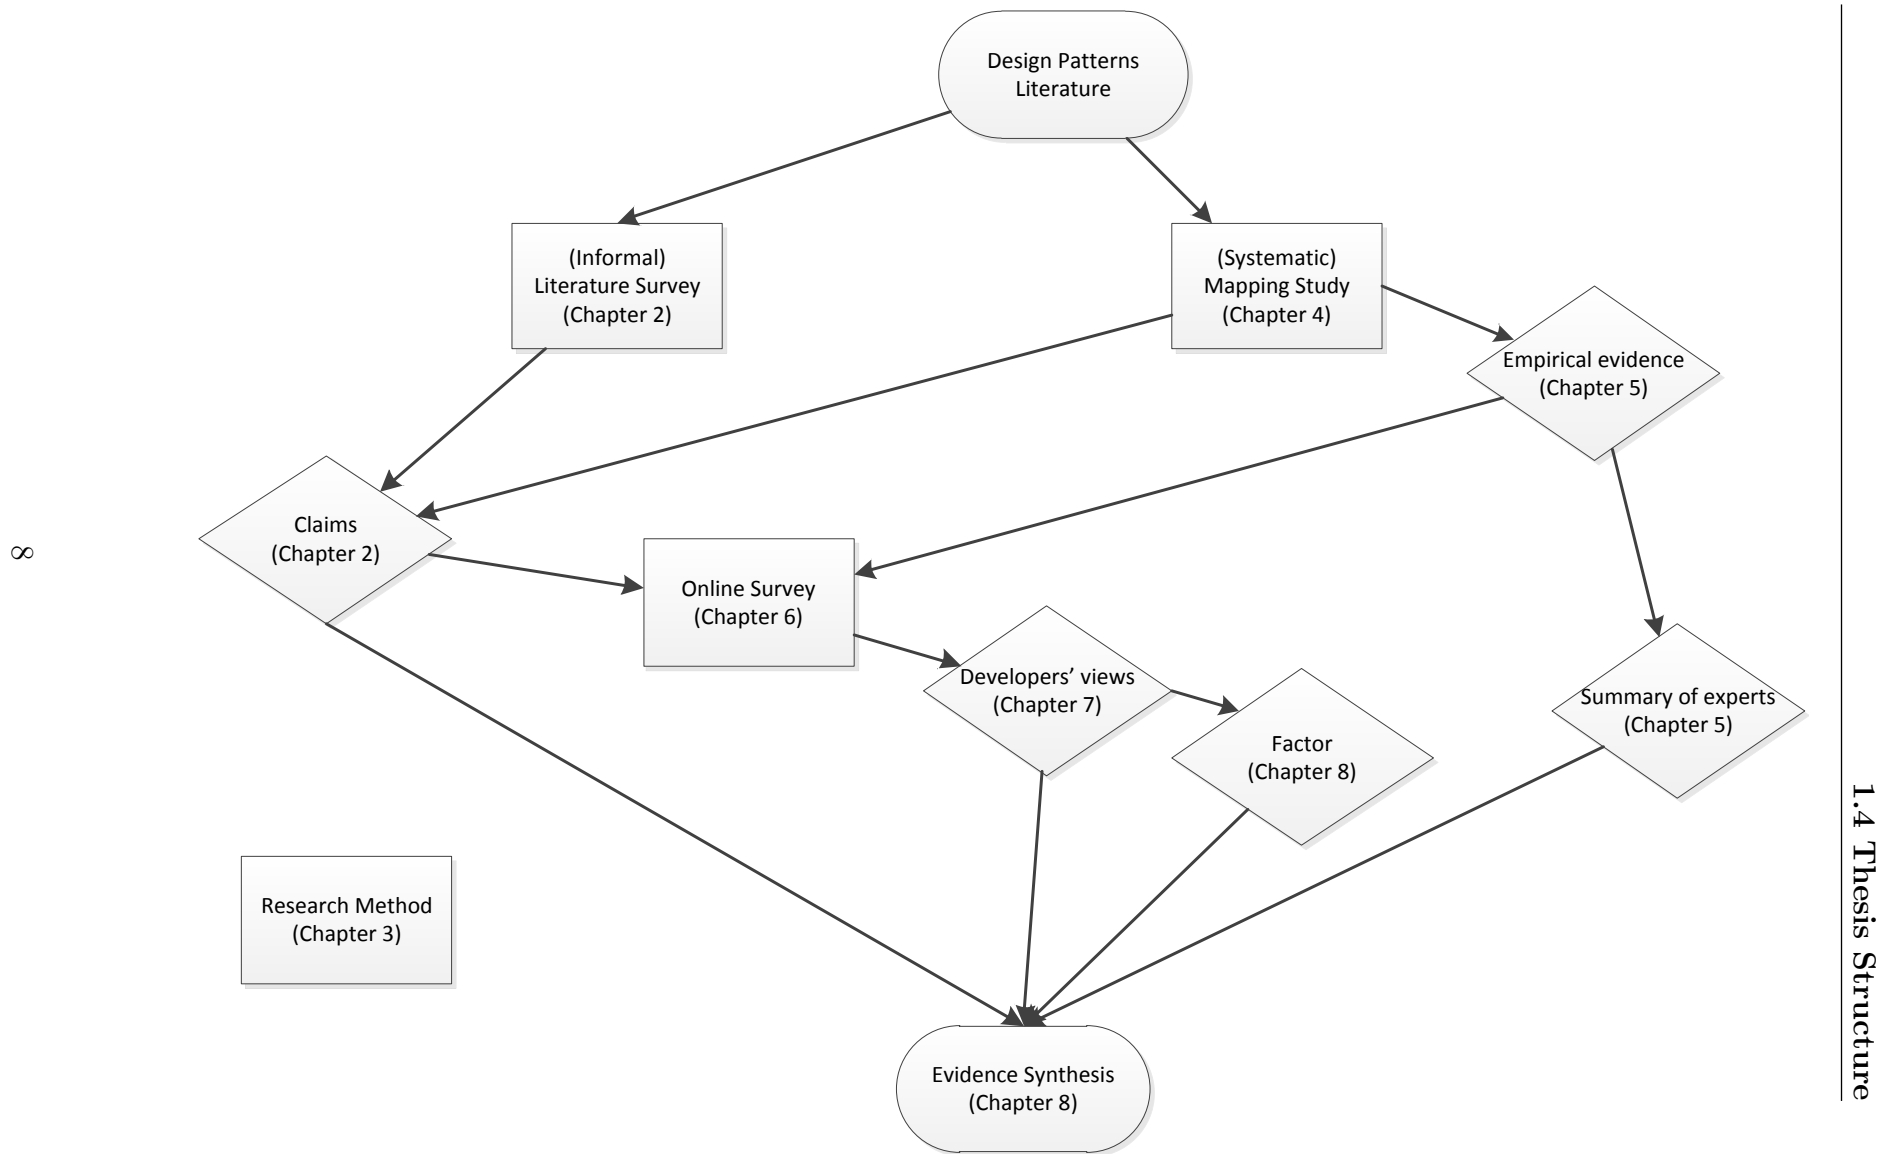 Design Patterns
Literature
(Informal)
Literature Survey
(Chapter 2)
(Systematic)
Mapping Study
(Chapter 4)
Empirical evidence
(Chapter 5)
Claims
(Chapter 2)
Online Survey
(Chapter 6)
Developers’ views
(Chapter 7)
Factor
(Chapter 8)
Summary of experts
(Chapter 5)
Research Method
(Chapter 3)
Evidence Synthesis
(Chapter 8)
1.4 Thesis Structure
8